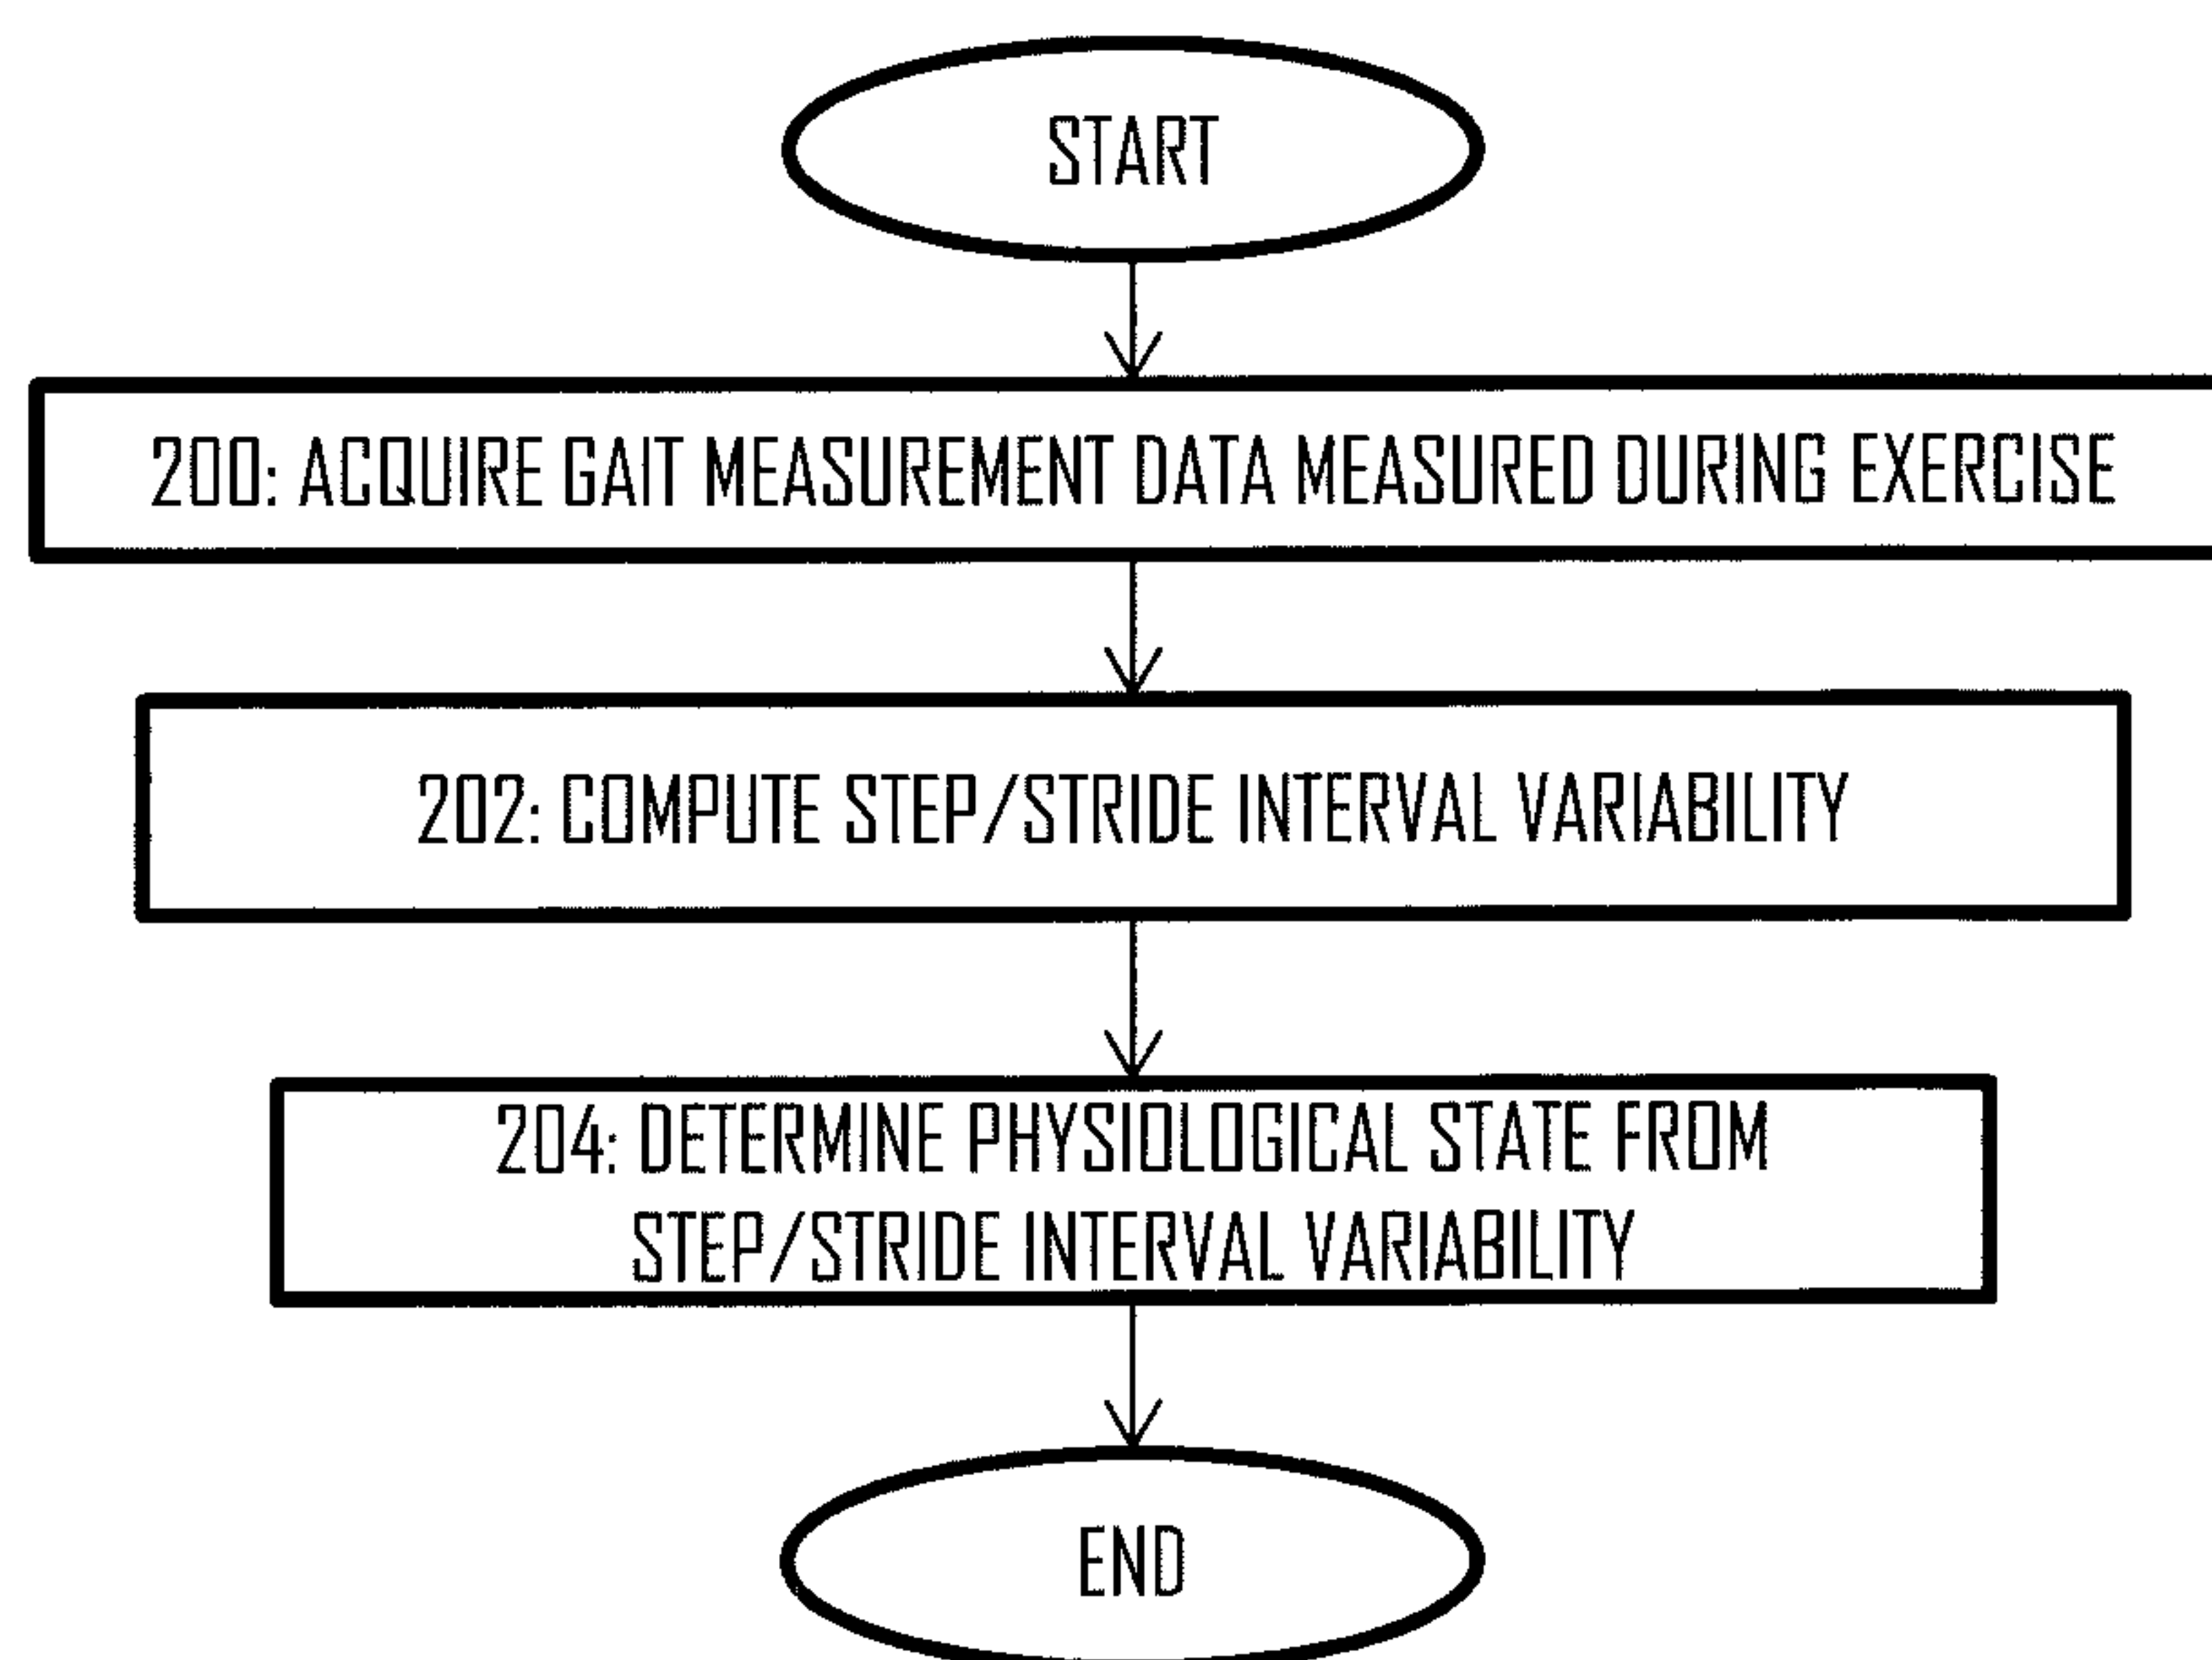 START
200: ACQUIRE GAIT MEASUREMENT DATA MEASURED DURING EXERCISE
202: COMPUTE STEP/STRIDE INTERVAL VARIABILITY
204: DETERMINE PHYSIOLOGICAL STATE FROM
STEP/STRIDE INTERVAL VARIABILITY
END